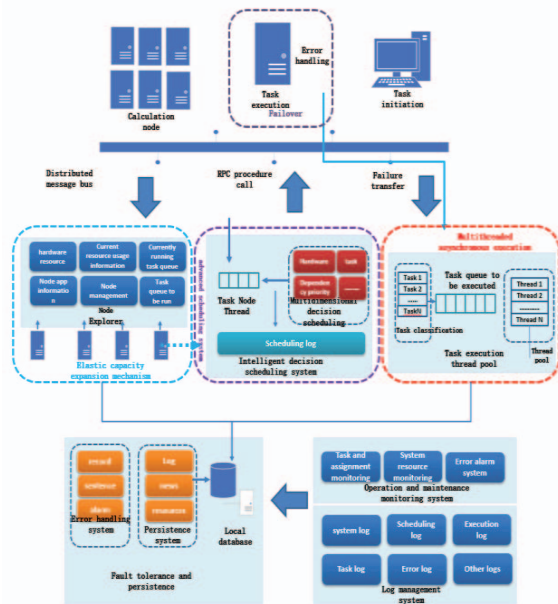 Error
handling
Task
execution
Failover
Calculation
node
Task
initiation
Distributed
message bus
RPC procedure
call
Failure
transfer
hardware
resource
Current
resource usage
information
Currently
running
task queue
Node app
informatio
n
Node
management
Task
queue to
be run
Node
Explorer
Elastic capacity
expansion mechanism
advanced scheduling system
Task Node
Thread
Hardware
task
Dependen
cy priority
......
Multidimensional
decision
scheduling
Scheduling log
Intelligent decision
scheduling system
Multithreaded
asynchronous execution
Task 1
Task 2
.....
TaskN
Task classification
Task queue to
be executed
Thread 1
Thread 2
..........
Thread N
Thread
pool
Task execution
thread pool
record
sentence
alarm
Error handling
system
Log
news
resources
Persistence
system
Local
database
Fault tolerance and
persistence
Task and
assignment
monitoring
System
resource
monitoring
Error alarm
system
Operation and maintenance
monitoring system
system log
Scheduling
log
Execution
log
Task log
Error log
Other logs
Log management
system